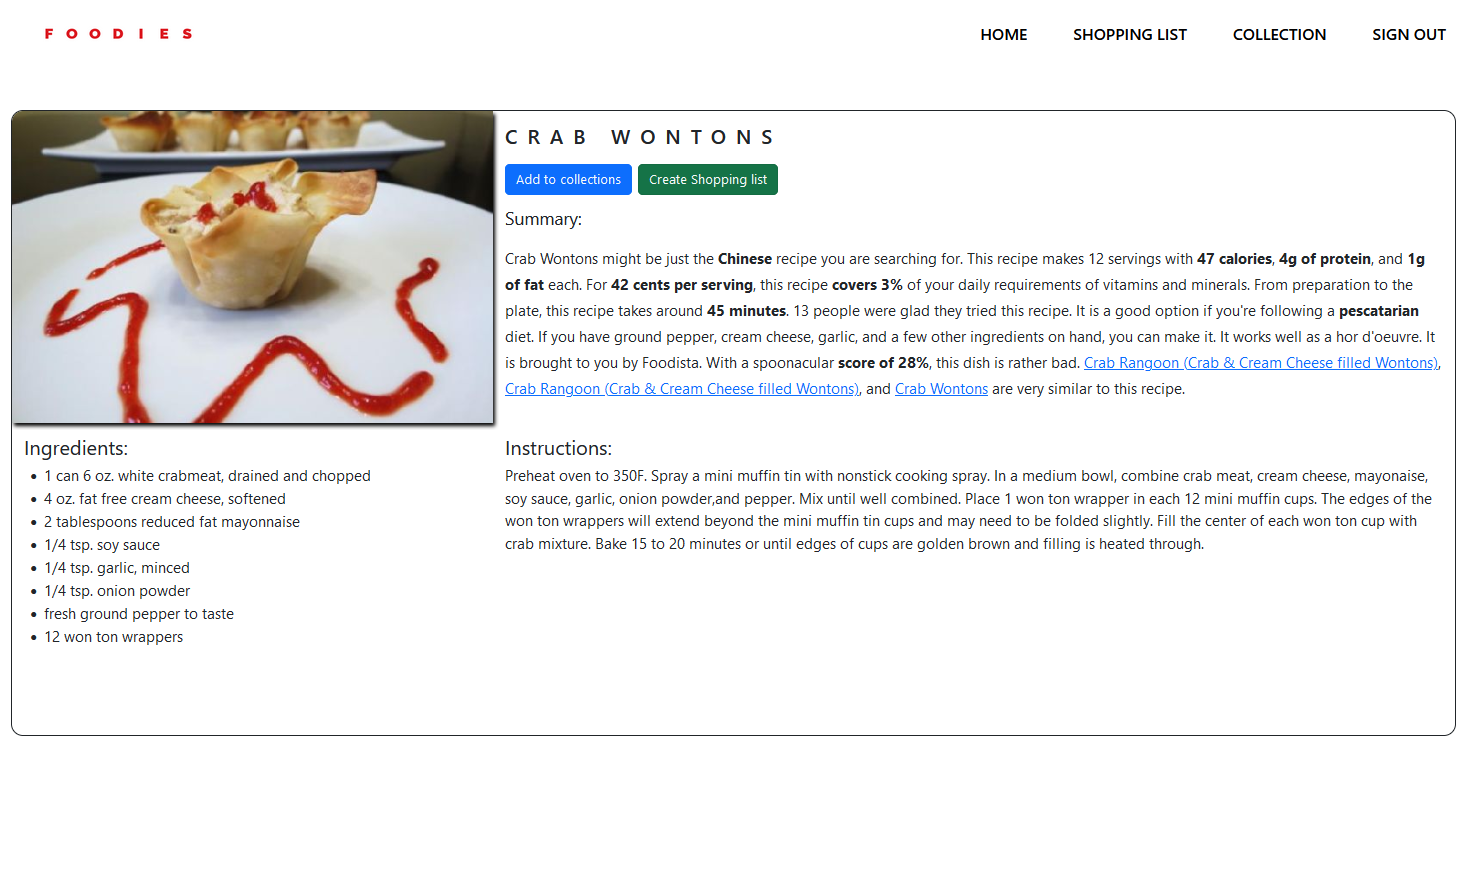 FOODIES
HOME SHOPPING LIST COLLECTION SIGN OUT
CRAB WONTONS
Add to collections Create Shopping list
Summary:
Crab Wontons might be just the Chinese recipe you are searching for. This recipe makes 12 servings with 47 calories, 4g of protein, and 1g
of fat each. For 42 cents per serving, this recipe covers 3% of your daily requirements of vitamins and minerals. From preparation to the
plate, this recipe takes around 45 minutes. 13 people were glad they tried this recipe. It is a good option if you're following a pescatarian
diet. If you have ground pepper, cream cheese, garlic, and a few other ingredients on hand, you can make it. It works well as a hor d'oeuvre. It
is brought to you by Foodista. With a spoonacular score of 28%, this dish is rather bad. Crab Rangoon (Crab & Cream Cheese filled Wontons),
Crab Rangoon (Crab & Cream Cheese filled Wontons), and Crab Wontons are very similar to this recipe.
Ingredients:
• 1 can 6 oz. white crabmeat, drained and chopped
• 4 oz. fat free cream cheese, softened
• 2 tablespoons reduced fat mayonnaise
• 1/4 tsp. soy sauce
• 1/4 tsp. garlic, minced
• 1/4 tsp. onion powder
• fresh ground pepper to taste
• 12 won ton wrappers
Instructions:
Preheat oven to 350F. Spray a mini muffin tin with nonstick cooking spray. In a medium bowl, combine crab meat, cream cheese, mayonaise,
soy sauce, garlic, onion powder,and pepper. Mix until well combined. Place 1 won ton wrapper in each 12 mini muffin cups. The edges of the
won ton wrappers will extend beyond the mini muffin tin cups and may need to be folded slightly. Fill the center of each won ton cup with
crab mixture. Bake 15 to 20 minutes or until edges of cups are golden brown and filling is heated through.